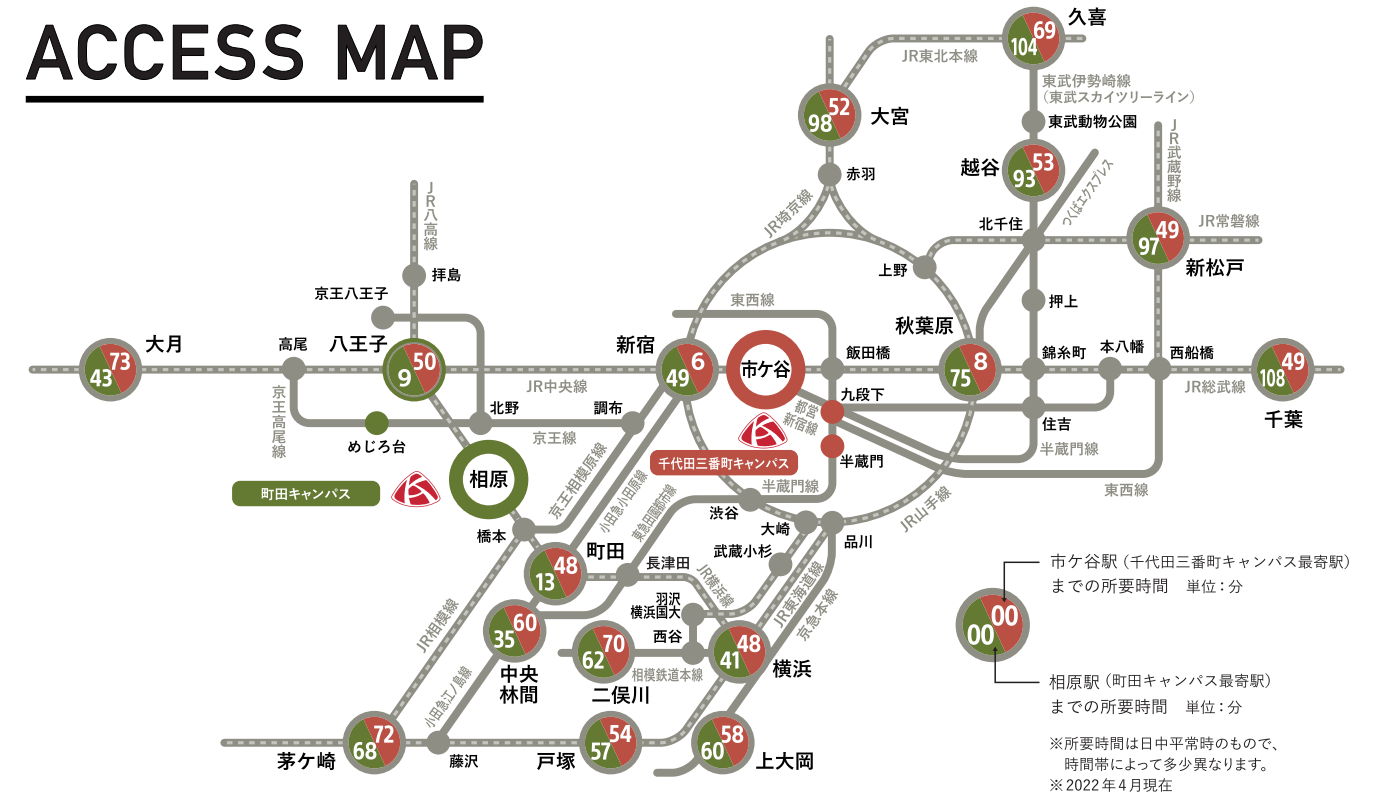 ACCESS MAP
久喜
69
104
JR東北本線
東武伊勢崎線
（東武スカイツリーライン）
52
98
大宮
東武動物公園
JR武蔵野線
赤羽
越谷
53
93
つくばエクスプレス
JR八高線
JR埼京線
北千住
49
97
JR常磐線
新松戸
上野
拝島
京王八王子
東西線
押上
秋葉原
大月
73
43
高尾
八王子
50
9
新宿
6
49
市ケ谷
飯田橋
8
75
錦糸町
本八幡
西船橋
49
108
JR中央線
JR総武線
千葉
京王高尾線
めじろ台
北野
京王線
調布
都営新宿線
九段下
住吉
半蔵門線
千代田三番町キャンパス
半蔵門
町田キャンパス
相原
京王相模原線
小田急小田原線
東急田園都市線
半蔵門線
東西線
渋谷
大崎
品川
JR山手線
橋本
町田
48
13
長津田
武蔵小杉
JR横浜線
JR東海道線
京急本線
羽沢
横浜国大
西谷
JR相模線
60
35
中央
林間
70
62
二俣川
相模鉄道本線
48
41
横浜
小田急江ノ島線
72
68
茅ケ崎
藤沢
54
57
戸塚
58
60
上大岡
市ケ谷駅（千代田三番町キャンパス最寄駅）
までの所要時間　単位：分
00
00
相原駅（町田キャンパス最寄駅）
までの所要時間　単位：分
※所要時間は日中平常時のもので、
時間帯によって多少異なります。
※2022年4月現在